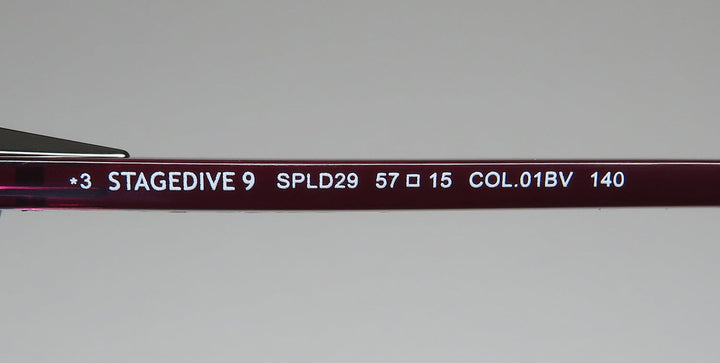 *3 STAGEDIVE 9 SPLD29 57□15 COL.01BV 140